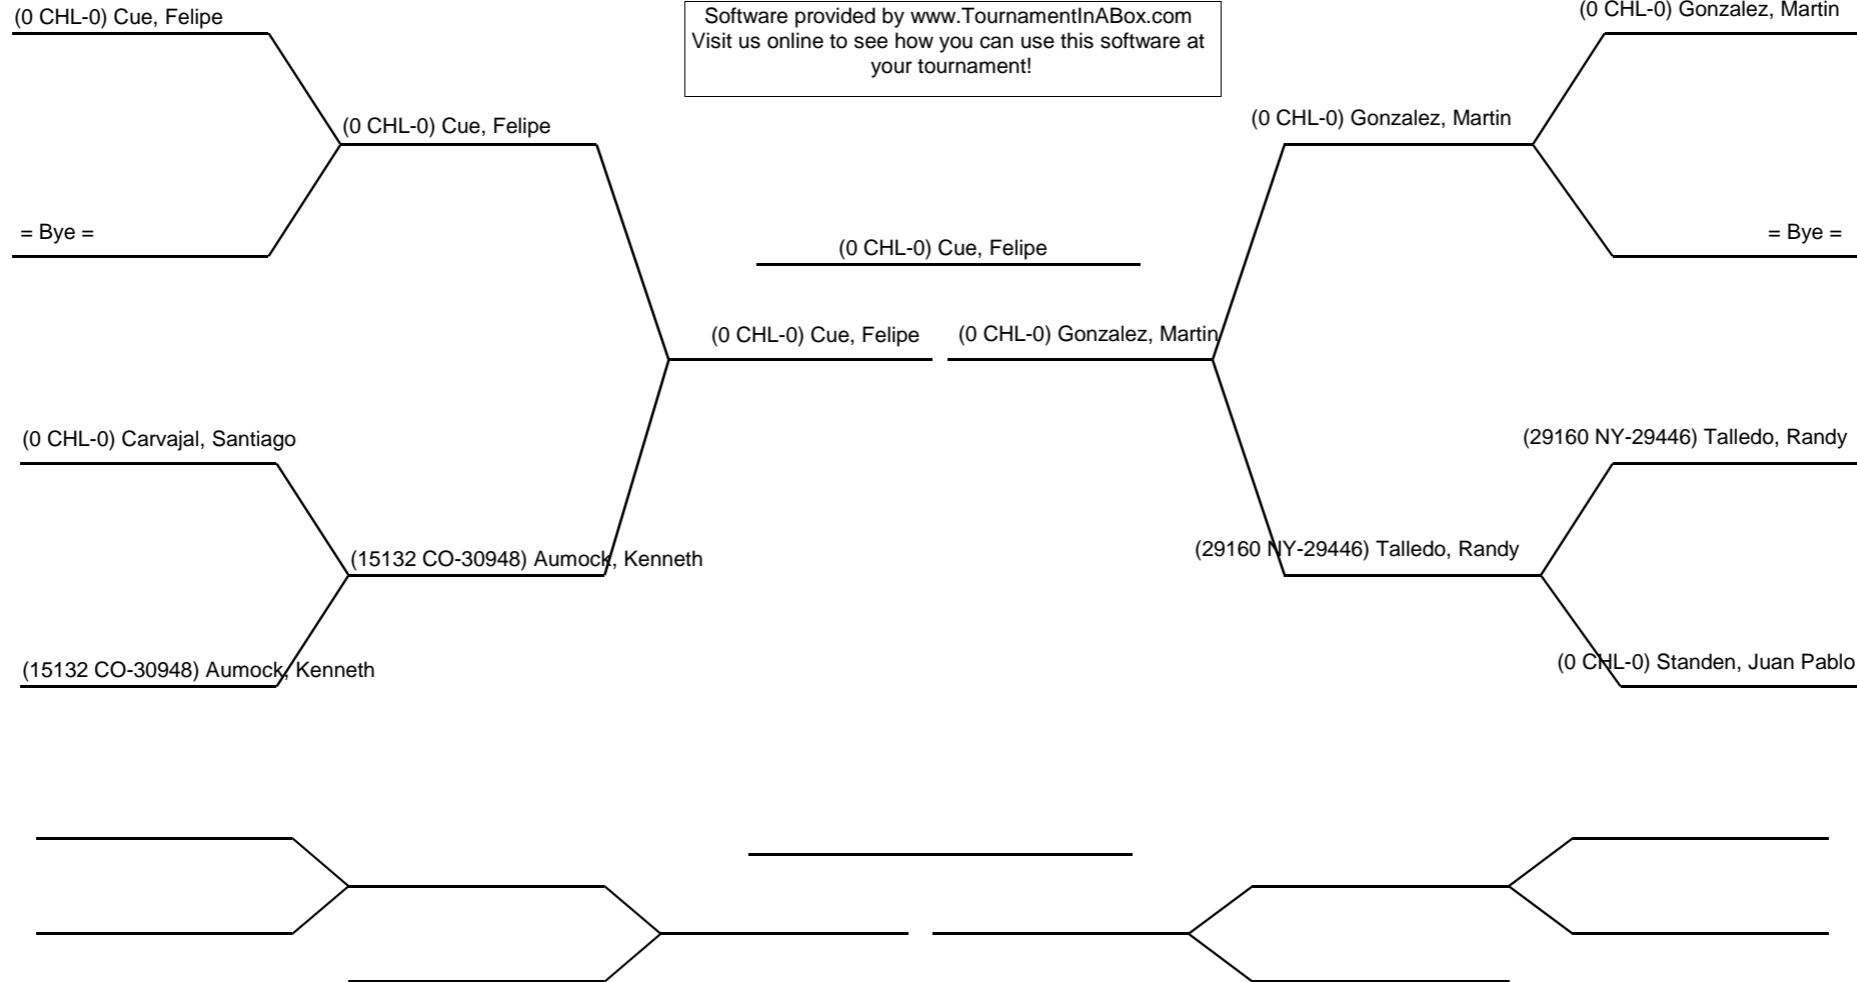 (0 CHL-0) Cue, Felipe
Software provided by www.TournamentInABox.com
Visit us online to see how you can use this software at
your tournament!
(0 CHL-0) Gonzalez, Martin
(0 CHL-0) Cue, Felipe
(0 CHL-0) Gonzalez, Martin
= Bye =
(0 CHL-0) Cue, Felipe
= Bye =
(0 CHL-0) Cue, Felipe
(0 CHL-0) Gonzalez, Martin
(0 CHL-0) Carvajal, Santiago
(29160 NY-29446) Talledo, Randy
(15132 CO-30948) Aumock, Kenneth
(29160 NY-29446) Talledo, Randy
(15132 CO-30948) Aumock, Kenneth
(0 CHL-0) Standen, Juan Pablo